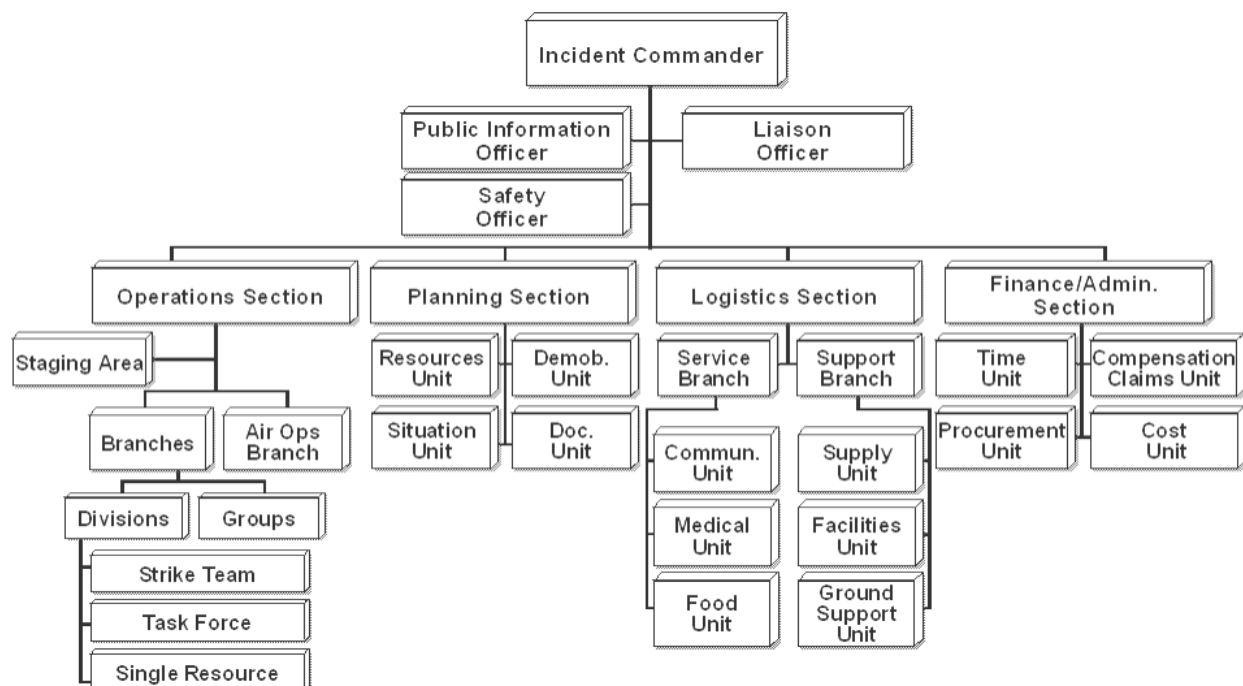 Incident Commander
Public Information
Officer
Liaison
Officer
Safety
Officer
Operations Section
Planning Section
Logistics Section
Finance/Admin.
Section
Staging Area
Resources
Unit
Demob.
Unit
Service
Branch
Support
Branch
Time
Unit
Compensation
Claims Unit
Branches
Air Ops
Branch
Situation
Unit
Doc.
Unit
Commun.
Unit
Supply
Unit
Procurement
Unit
Cost
Unit
Divisions
Groups
Medical
Unit
Facilities
Unit
Strike Team
Task Force
Single Resource
Food
Unit
Ground
Support
Unit